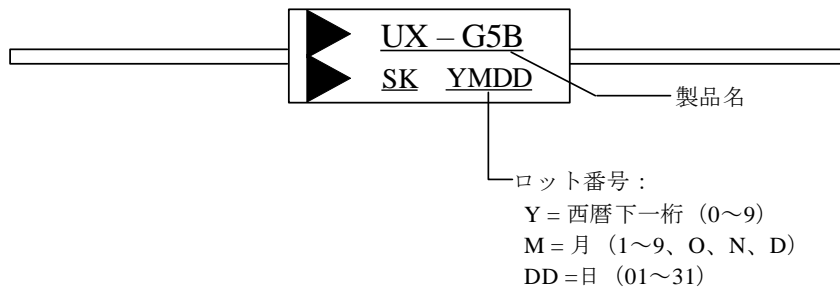 UX – G5B
SK YMDD
製品名
ロット番号：
Y = 西暦下一桁（0～9）
M = 月（1～9、O、N、D）
DD =日（01～31）